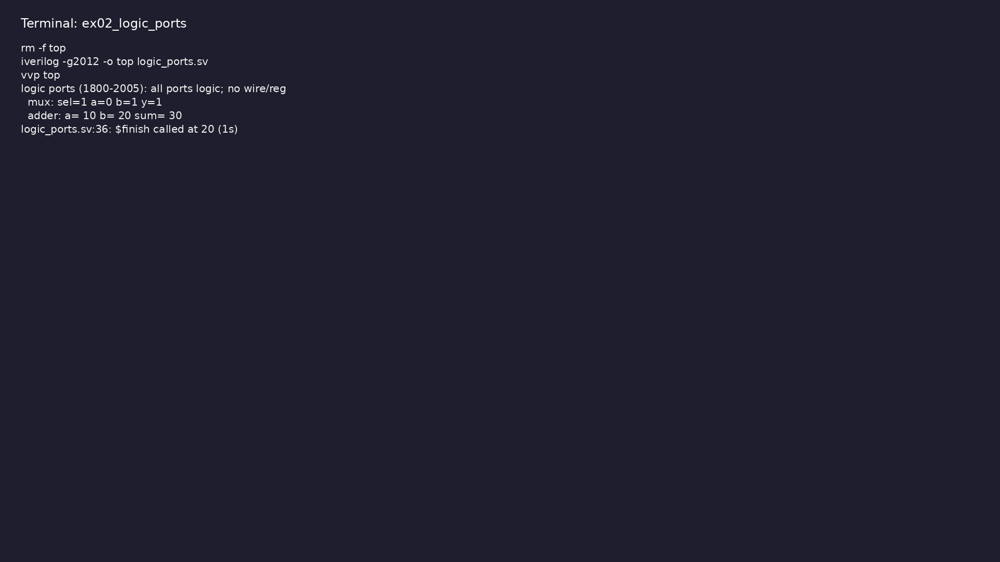 Terminal: ex02_logic_ports
rm -f top
iverilog -g2012 -o top logic_ports.sv
vvp top
logic ports (1800-2005): all ports logic; no wire/reg
  mux: sel=1 a=0 b=1 y=1
  adder: a= 10 b= 20 sum= 30
logic_ports.sv:36: $finish called at 20 (1s)